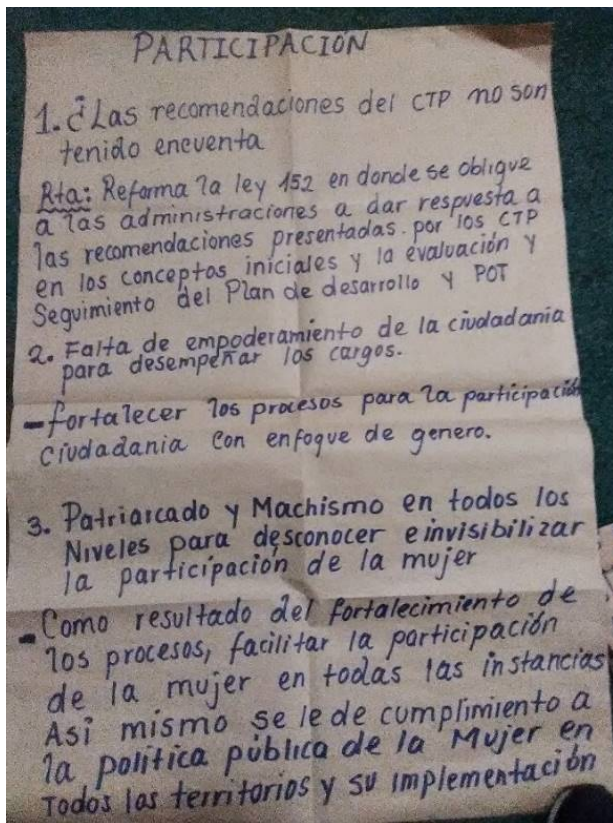 PARTICIPACIÓN
1. ¿Las recomendaciones del CTP no son
tenido encuenta
Rta: Reforma la ley 152 en donde se obligue
a las administraciones a dar respuesta a
las recomendaciones presentadas. por los CTP
en los conceptos iniciales y la evaluación y
Seguimiento del Plan de desarrollo y POT
2. Falta de empoderamiento de la ciudadania
para desempeñar los cargos.
- fortalecer los procesos para la participación
ciudadania con enfoque de genero.
3. Patriarcado y Machismo en todos los
Niveles para desconocer e invisibilizar
la participación de la mujer
- Como resultado del fortalecimiento de
los procesos, facilitar la participación
de la mujer en todas las instancias
Asi mismo se le de cumplimiento a
la politica pública de la Mujer en
Todos los territorios y su implementación